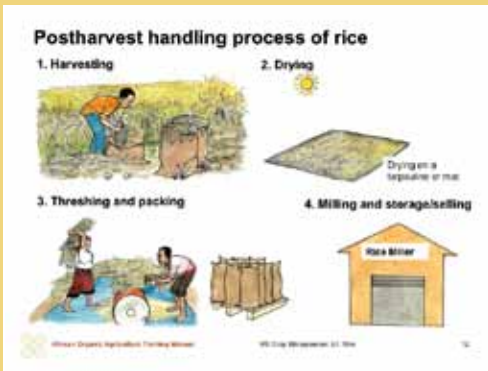 Postharvest handling process of rice
1. Harvesting
2. Drying
Drying on a
tarpauline or mat
3. Threshing and packing
4. Milling and storage/selling
Rice Miller
African Organic Agriculture Training Manual